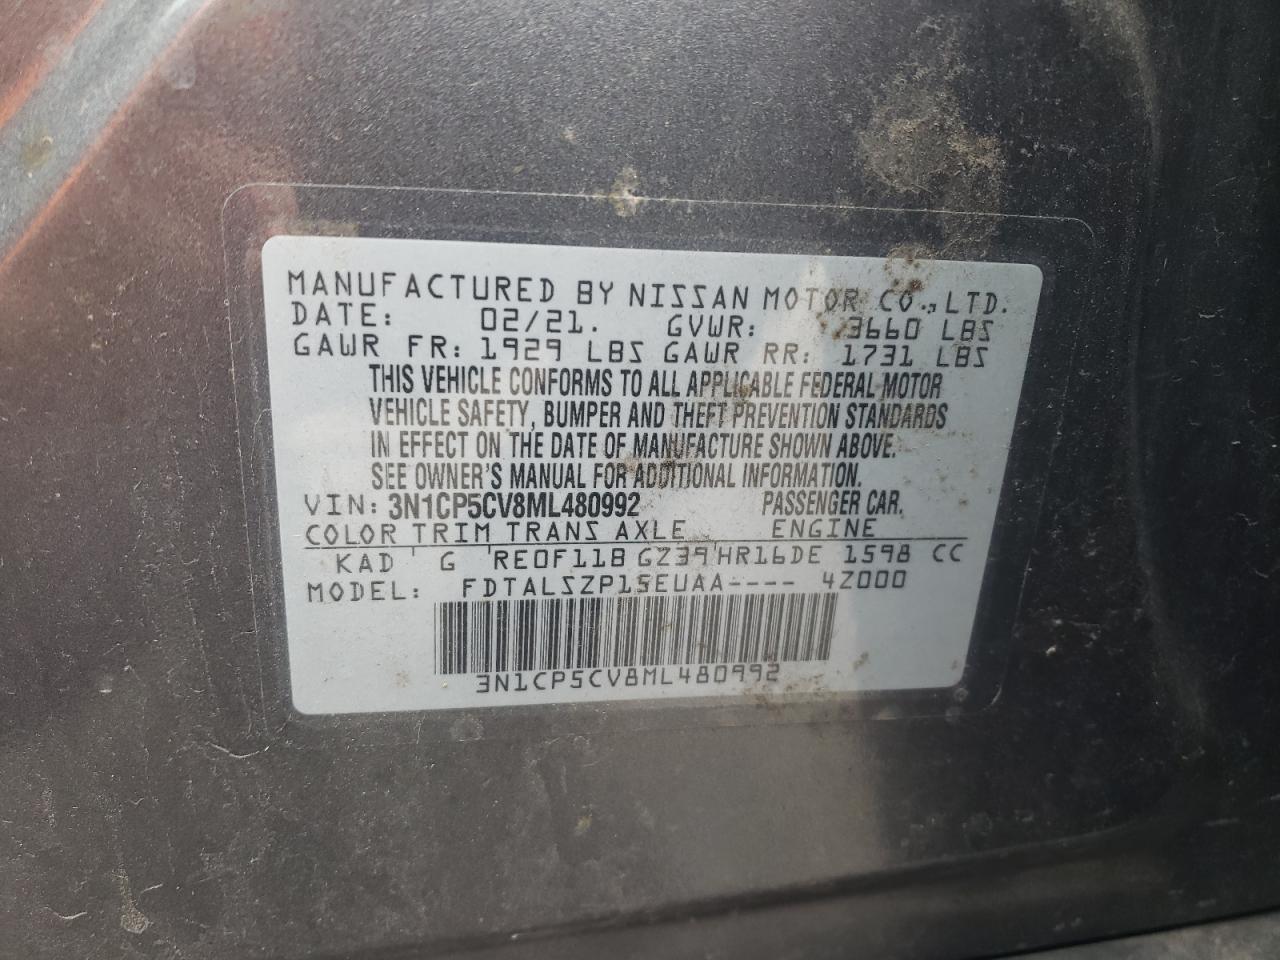 MANUFACTURED BY NISSAN MOTOR CO., LTD.
DATE: 02/21. GVWR: 3660 LBS
GAWR FR: 1929 LBS GAWR RR: 1731 LBS
THIS VEHICLE CONFORMS TO ALL APPLICABLE FEDERAL MOTOR
VEHICLE SAFETY, BUMPER AND THEFT PREVENTION STANDARDS
IN EFFECT ON THE DATE OF MANUFACTURE SHOWN ABOVE.
SEE OWNER'S MANUAL FOR ADDITIONAL INFORMATION.
VIN: 3N1CP5CV8ML480992 PASSENGER CAR.
COLOR TRIM TRANS AXLE ENGINE
KAD ' G 'RE0F11B GZ39'HR16DE 1598 CC
MODEL: FDTALSZP15EUAA---- 4Z000
3N1CP5CV8ML480992